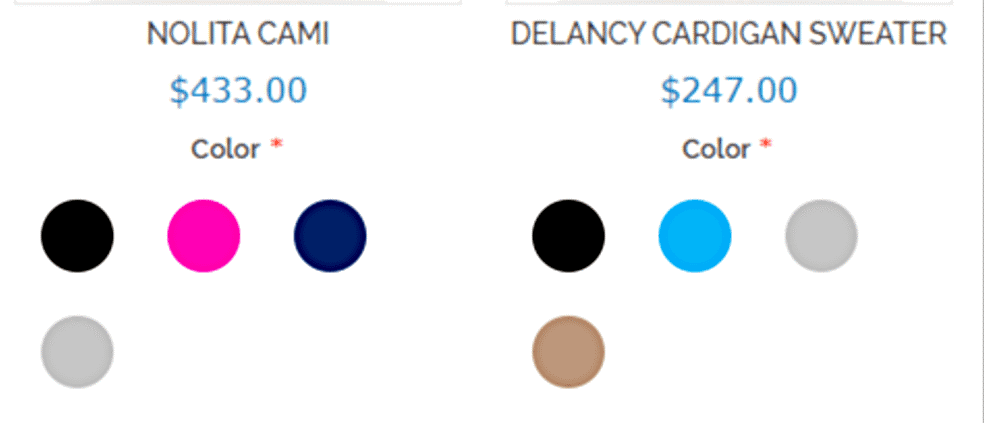 NOLITA CAMI
$433.00
Color *
DELANCY CARDIGAN SWEATER
$247.00
Color *